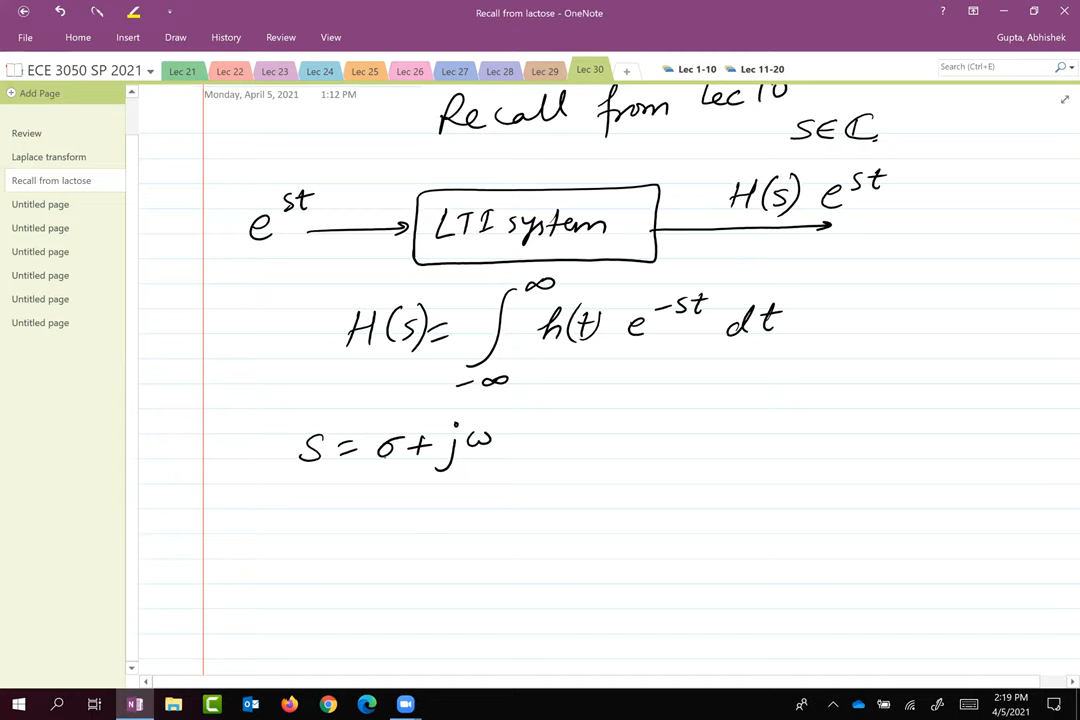 Recall from lactose - OneNote
?
Gupta, Abhishek
File Home Insert Draw History Review View
ECE 3050 SP 2021
Lec 21 Lec 22 Lec 23 Lec 24 Lec 25 Lec 26 Lec 27 Lec 28 Lec 29 Lec 30 + Lec 1-10 Lec 11-20
Search (Ctrl+E)
Add Page
Review
Laplace transform
Recall from lactose
Untitled page
Untitled page
Untitled page
Untitled page
Untitled page
Untitled page
Monday, April 5, 2021 1:12 PM
Recall from Lec 10
s∈ℂ.
e^{st} → LTI system → H(s) e^{st}
H(s) = ∫_{-∞}^{∞} h(t) e^{-st} dt
s = σ + jω
2:19 PM
4/5/2021